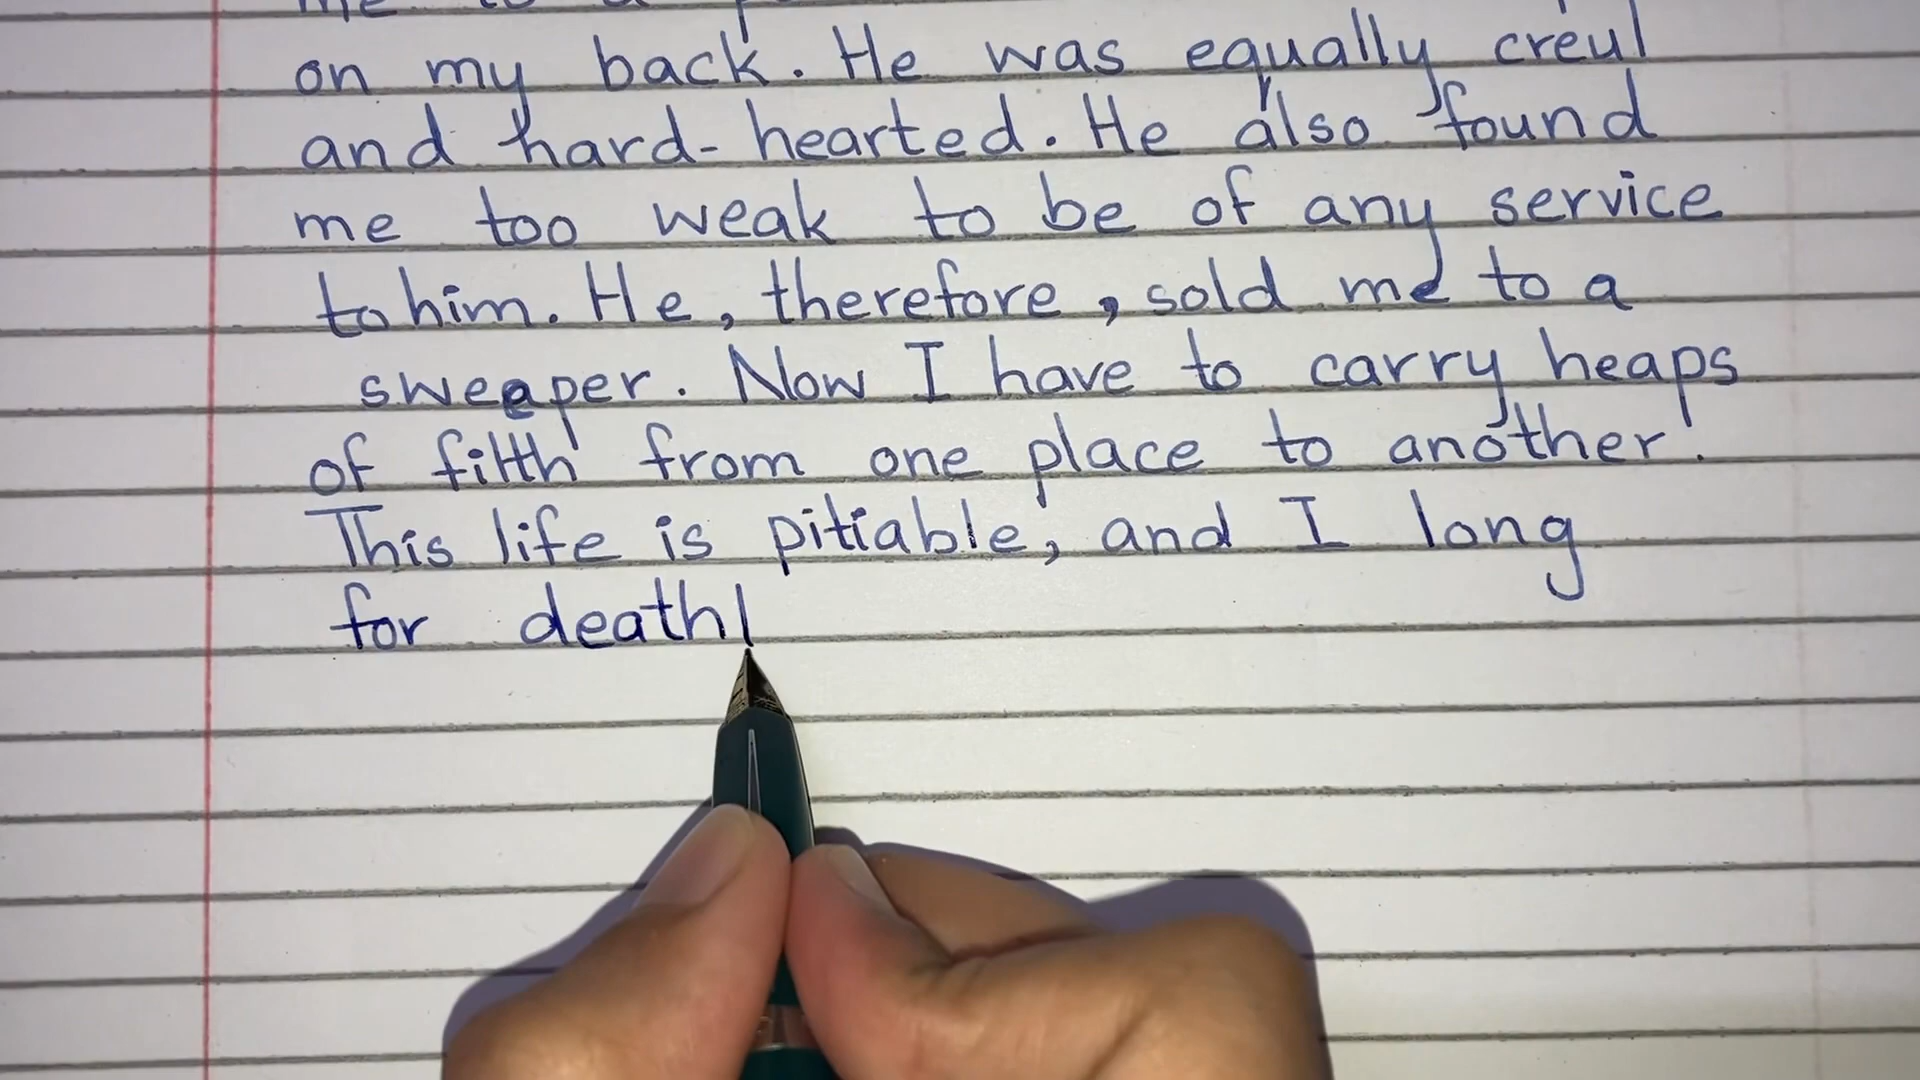 me to a
on my back. He was equally creul
and hard-hearted. He also found
me too weak to be of any service
to him. He, therefore, sold me to a
sweeper. Now I have to carry heaps
of filth from one place to another.
This life is pitiable, and I long
for death!